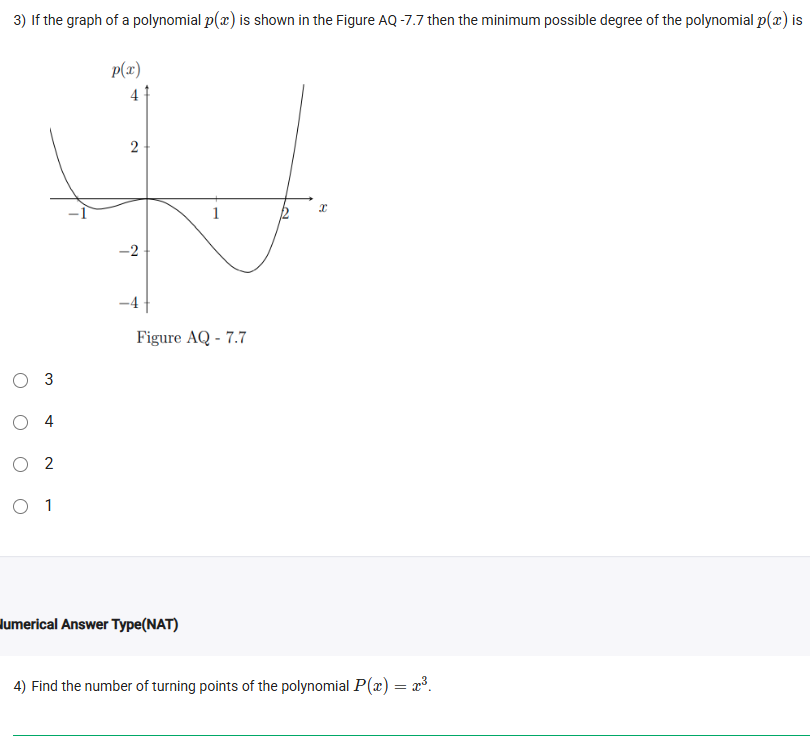 3) If the graph of a polynomial p(x) is shown in the Figure AQ -7.7 then the minimum possible degree of the polynomial p(x) is
p(x)
4
2
−1
1
2
x
−2
−4
Figure AQ - 7.7
3
4
2
1
Numerical Answer Type(NAT)
4) Find the number of turning points of the polynomial P(x) = x³.